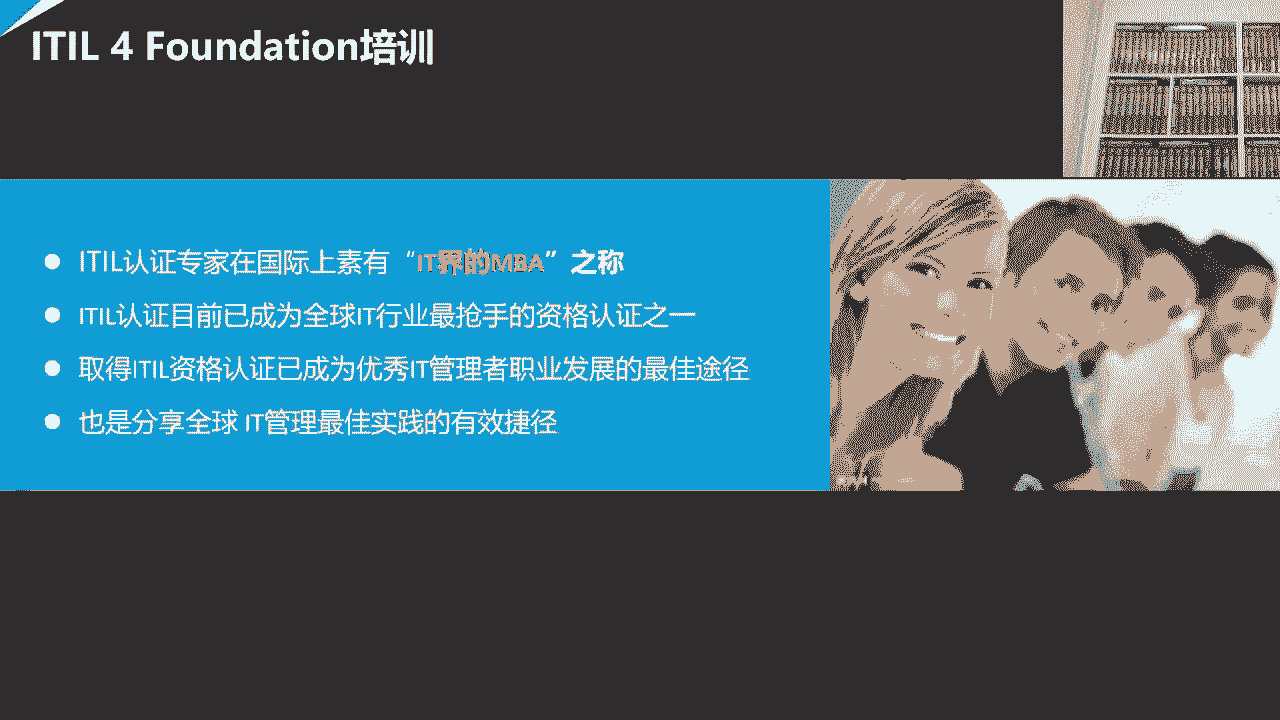 ITIL 4 Foundation培训
ITIL认证专家在国际上素有“IT界的MBA”之称
ITIL认证目前已成为全球IT行业最抢手的资格认证之一
取得ITIL资格认证已成为优秀IT管理者职业发展的最佳途径
也是分享全球 IT管理最佳实践的有效捷径